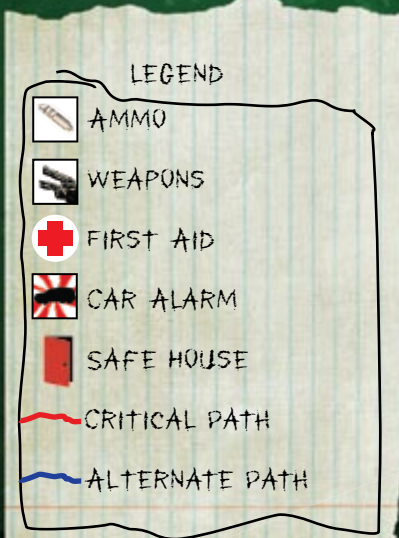 LEGEND
AMMO
WEAPONS
FIRST AID
CAR ALARM
SAFE HOUSE
CRITICAL PATH
ALTERNATE PATH